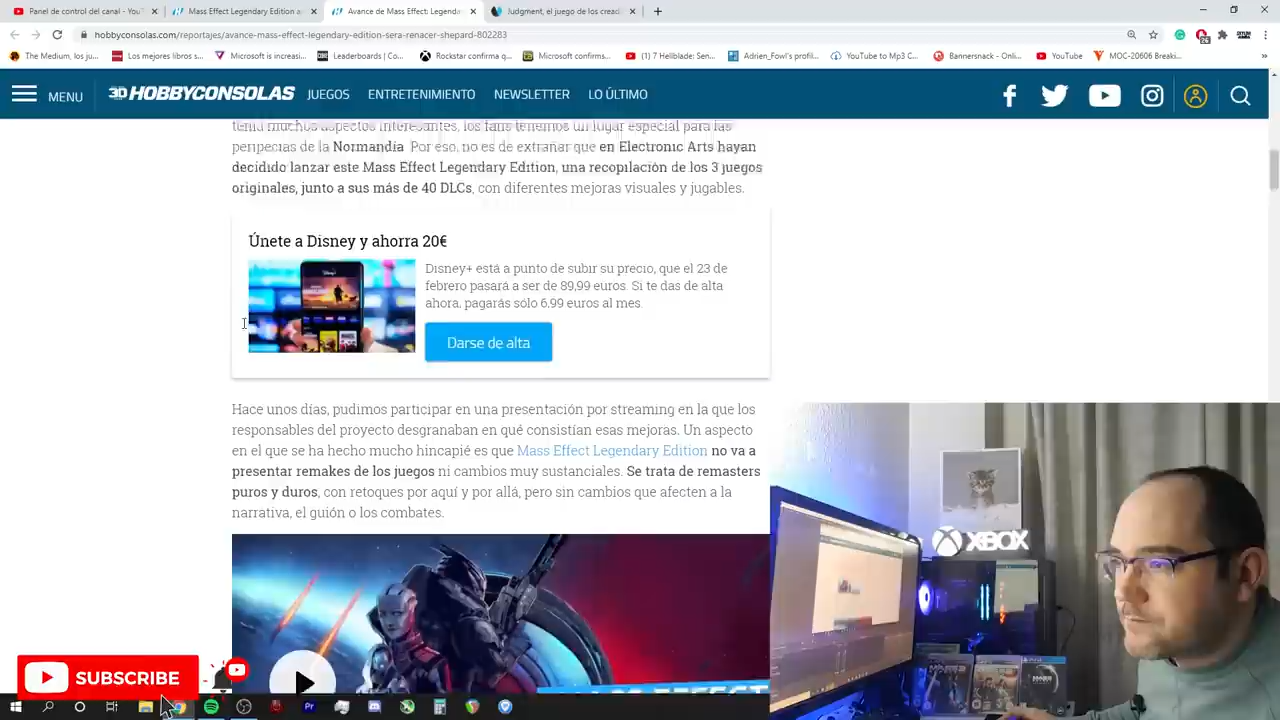 Panel de control del canal - YouT
Mass Effect Legendary Edition ap
Avance de Mass Effect: Legendar
Judgment, el juego de los cread
hobbyconsolas.com/reportajes/avance-mass-effect-legendary-edition-sera-renacer-shepard-802283
The Medium, los ju...
Los mejores libros s...
Microsoft is increasi...
Leaderboards | Co...
Rockstar confirma q...
Microsoft confirms...
(1) 7 Hellblade: Sen...
Adrien_Fowl's profil...
YouTube to Mp3 C...
Bannersnack - Onli...
YouTube
MOC-20606 Breaki...
MENU
HOBBYCONSOLAS
JUEGOS
ENTRETENIMIENTO
NEWSLETTER
LO ÚLTIMO
muchos aspectos interesantes, los fans tenemos un lugar especial para las
peripecias de la Normandía. Por eso, no es de extrañar que en Electronic Arts hayan
decidido lanzar este Mass Effect Legendary Edition, una recopilación de los 3 juegos
originales, junto a sus más de 40 DLCs, con diferentes mejoras visuales y jugables.
Únete a Disney y ahorra 20€
Disney+ está a punto de subir su precio, que el 23 de
febrero pasará a ser de 89,99 euros. Si te das de alta
ahora, pagarás sólo 6,99 euros al mes.
Darse de alta
Hace unos días, pudimos participar en una presentación por streaming en la que los
responsables del proyecto desgranaban en qué consistían esas mejoras. Un aspecto
en el que se ha hecho mucho hincapié es que Mass Effect Legendary Edition no va a
presentar remakes de los juegos ni cambios muy sustanciales. Se trata de remasters
puros y duros, con retoques por aquí y por allá, pero sin cambios que afecten a la
narrativa, el guión o los combates.
XBOX
SUBSCRIBE